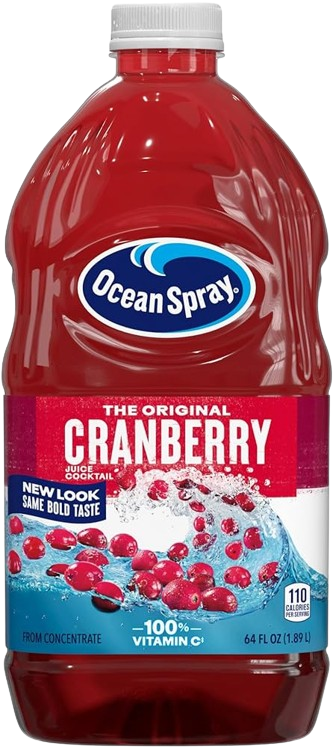 Ocean Spray®
THE ORIGINAL
CRANBERRY
JUICE
COCKTAIL
NEW LOOK
SAME BOLD TASTE
110
CALORIES
PER SERVING
FROM CONCENTRATE
—100%—
VITAMIN C‡
64 FL OZ (1.89 L)